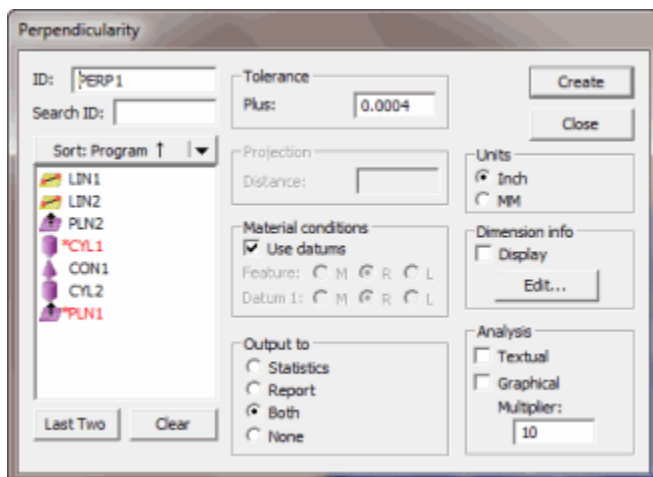 Perpendicularity
ID: PERP1
Search ID:
Sort: Program ↑
LIN1
LIN2
PLN2
*CYL1
CON1
CYL2
*PLN1
Last Two
Clear
Tolerance
Plus: 0.0004
Projection
Distance:
Material conditions
Use datums
Feature: M R L
Datum 1: M R L
Output to
Statistics
Report
Both
None
Create
Close
Units
Inch
MM
Dimension info
Display
Edit...
Analysis
Textual
Graphical
Multiplier:
10